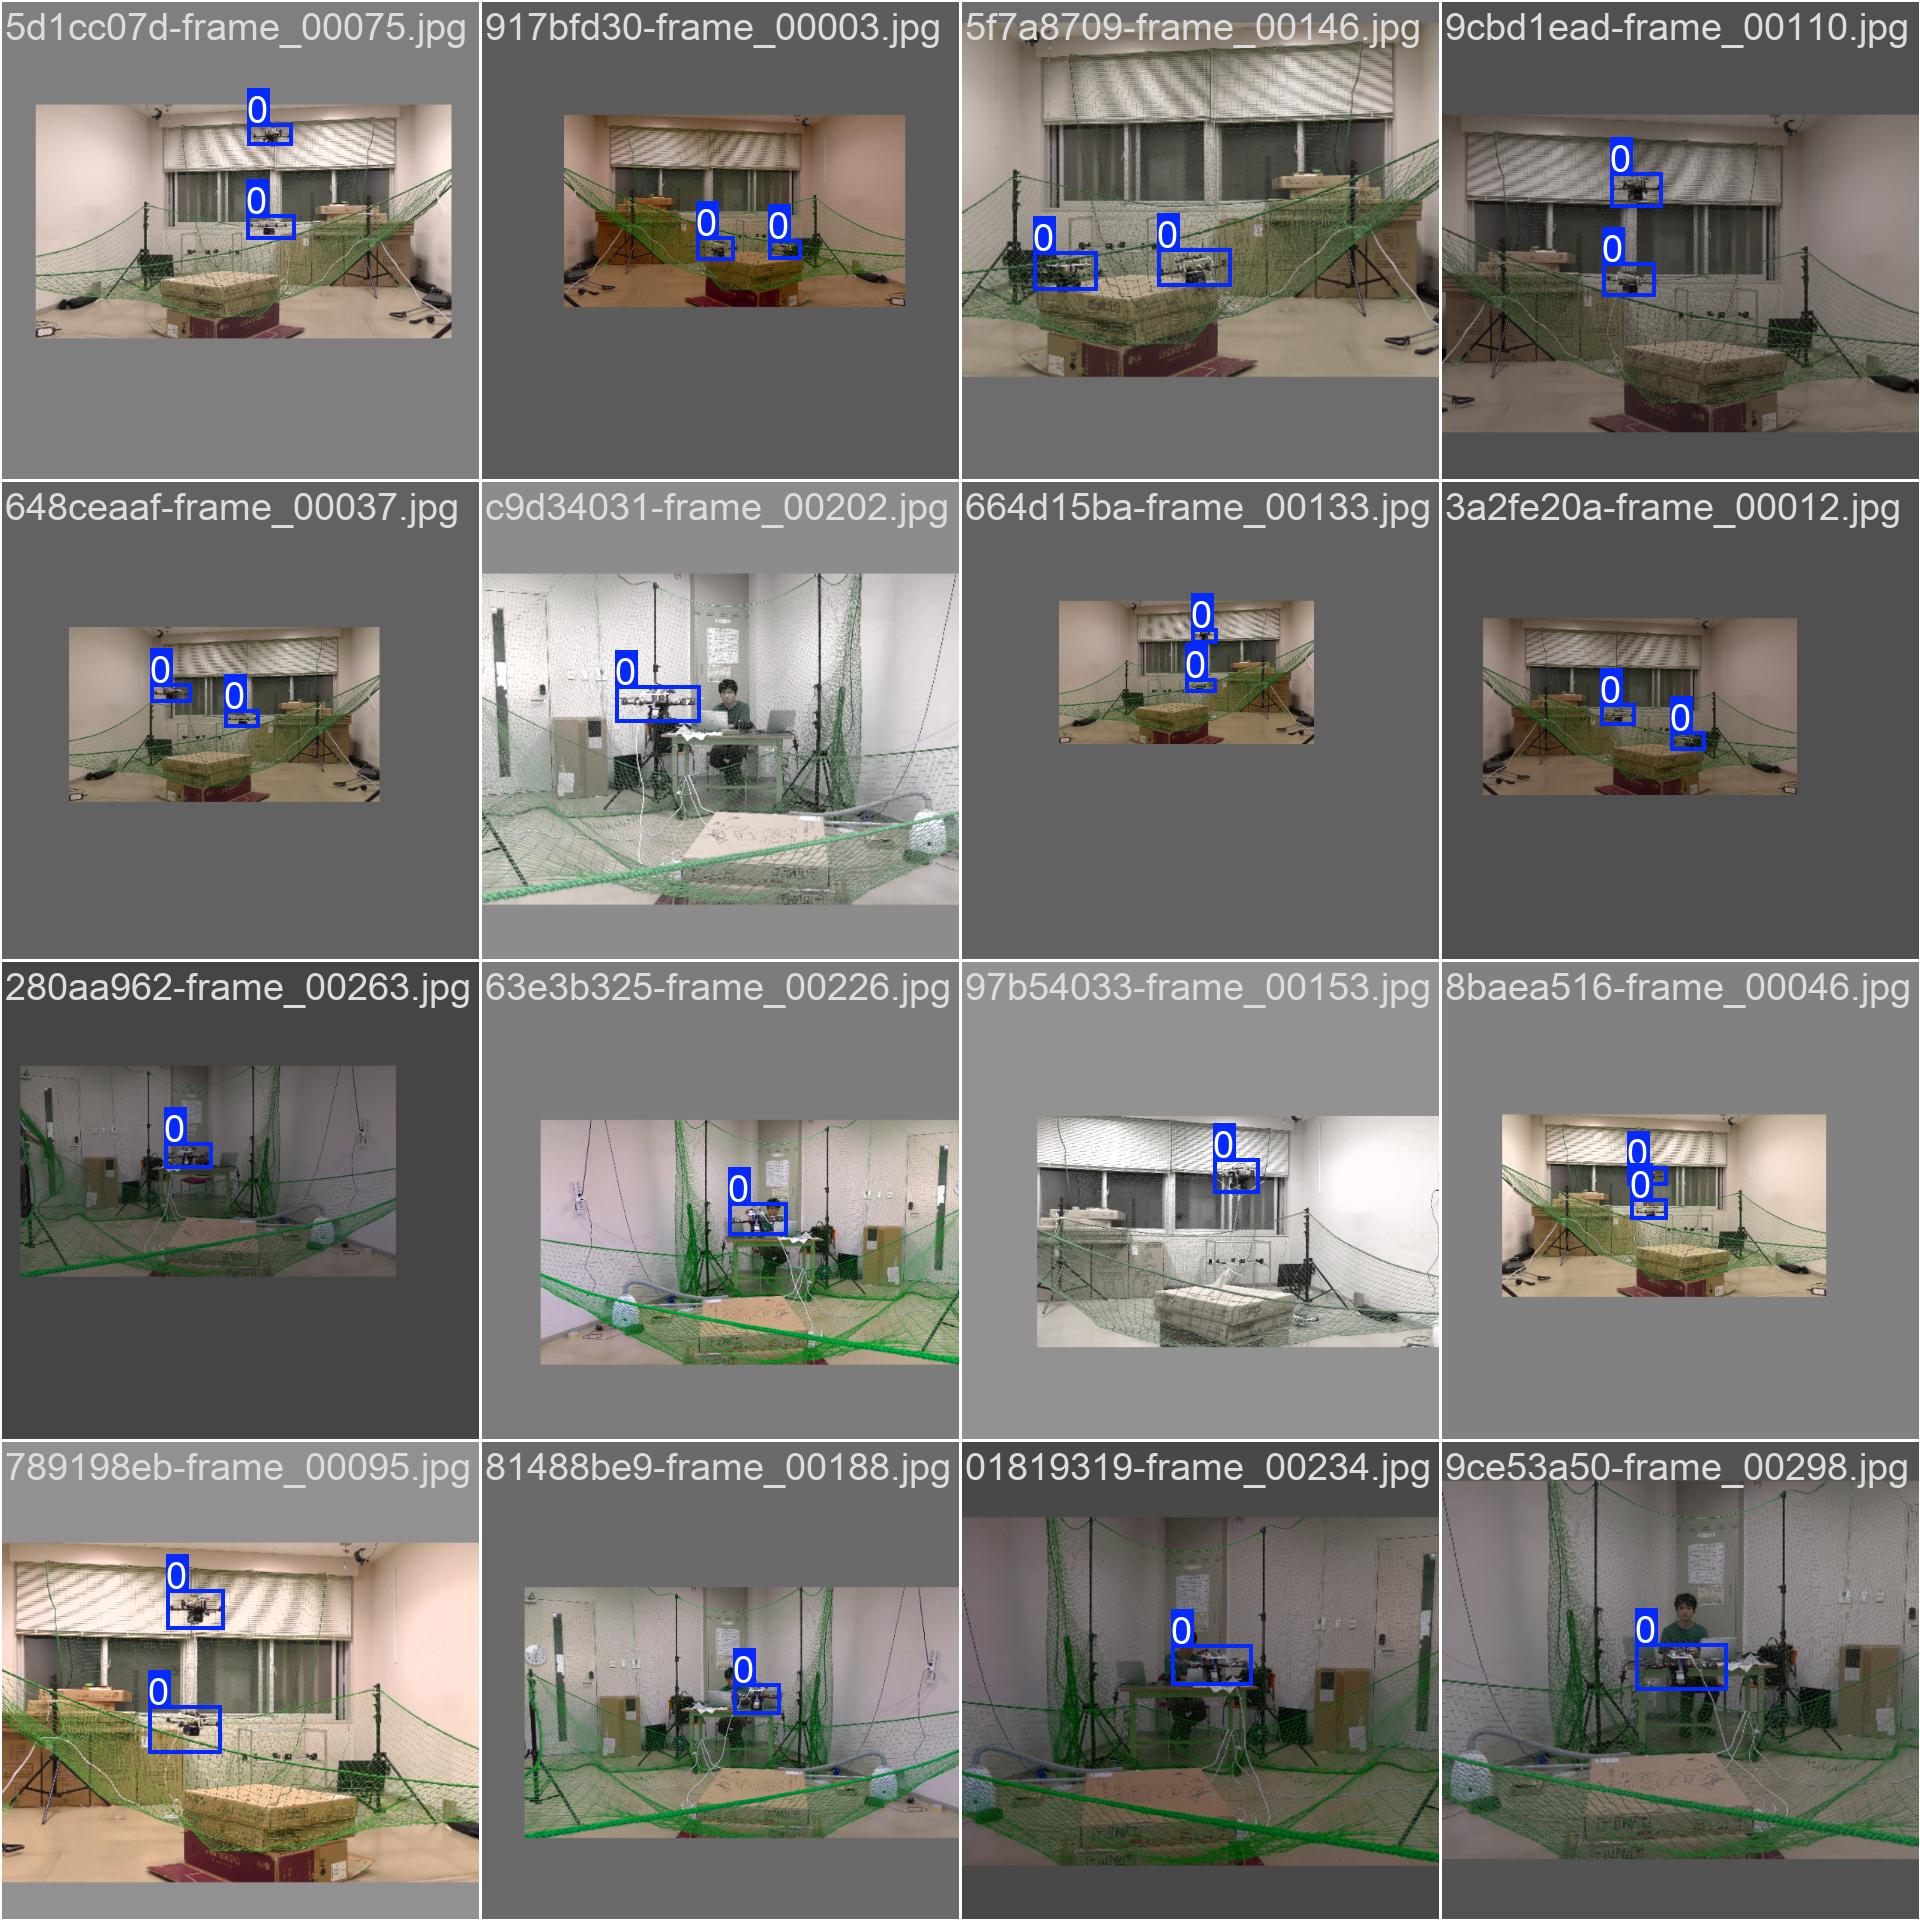 5d1cc07d-frame_00075.jpg
917bfd30-frame_00003.jpg
5f7a8709-frame_00146.jpg
9cbd1ead-frame_00110.jpg
0
0
0
0
0
0
0
0
648ceaaf-frame_00037.jpg
c9d34031-frame_00202.jpg
664d15ba-frame_00133.jpg
3a2fe20a-frame_00012.jpg
0
0
0
0
0
0
0
280aa962-frame_00263.jpg
63e3b325-frame_00226.jpg
97b54033-frame_00153.jpg
8baea516-frame_00046.jpg
0
0
0
0
0
789198eb-frame_00095.jpg
81488be9-frame_00188.jpg
01819319-frame_00234.jpg
9ce53a50-frame_00298.jpg
0
0
0
0
0